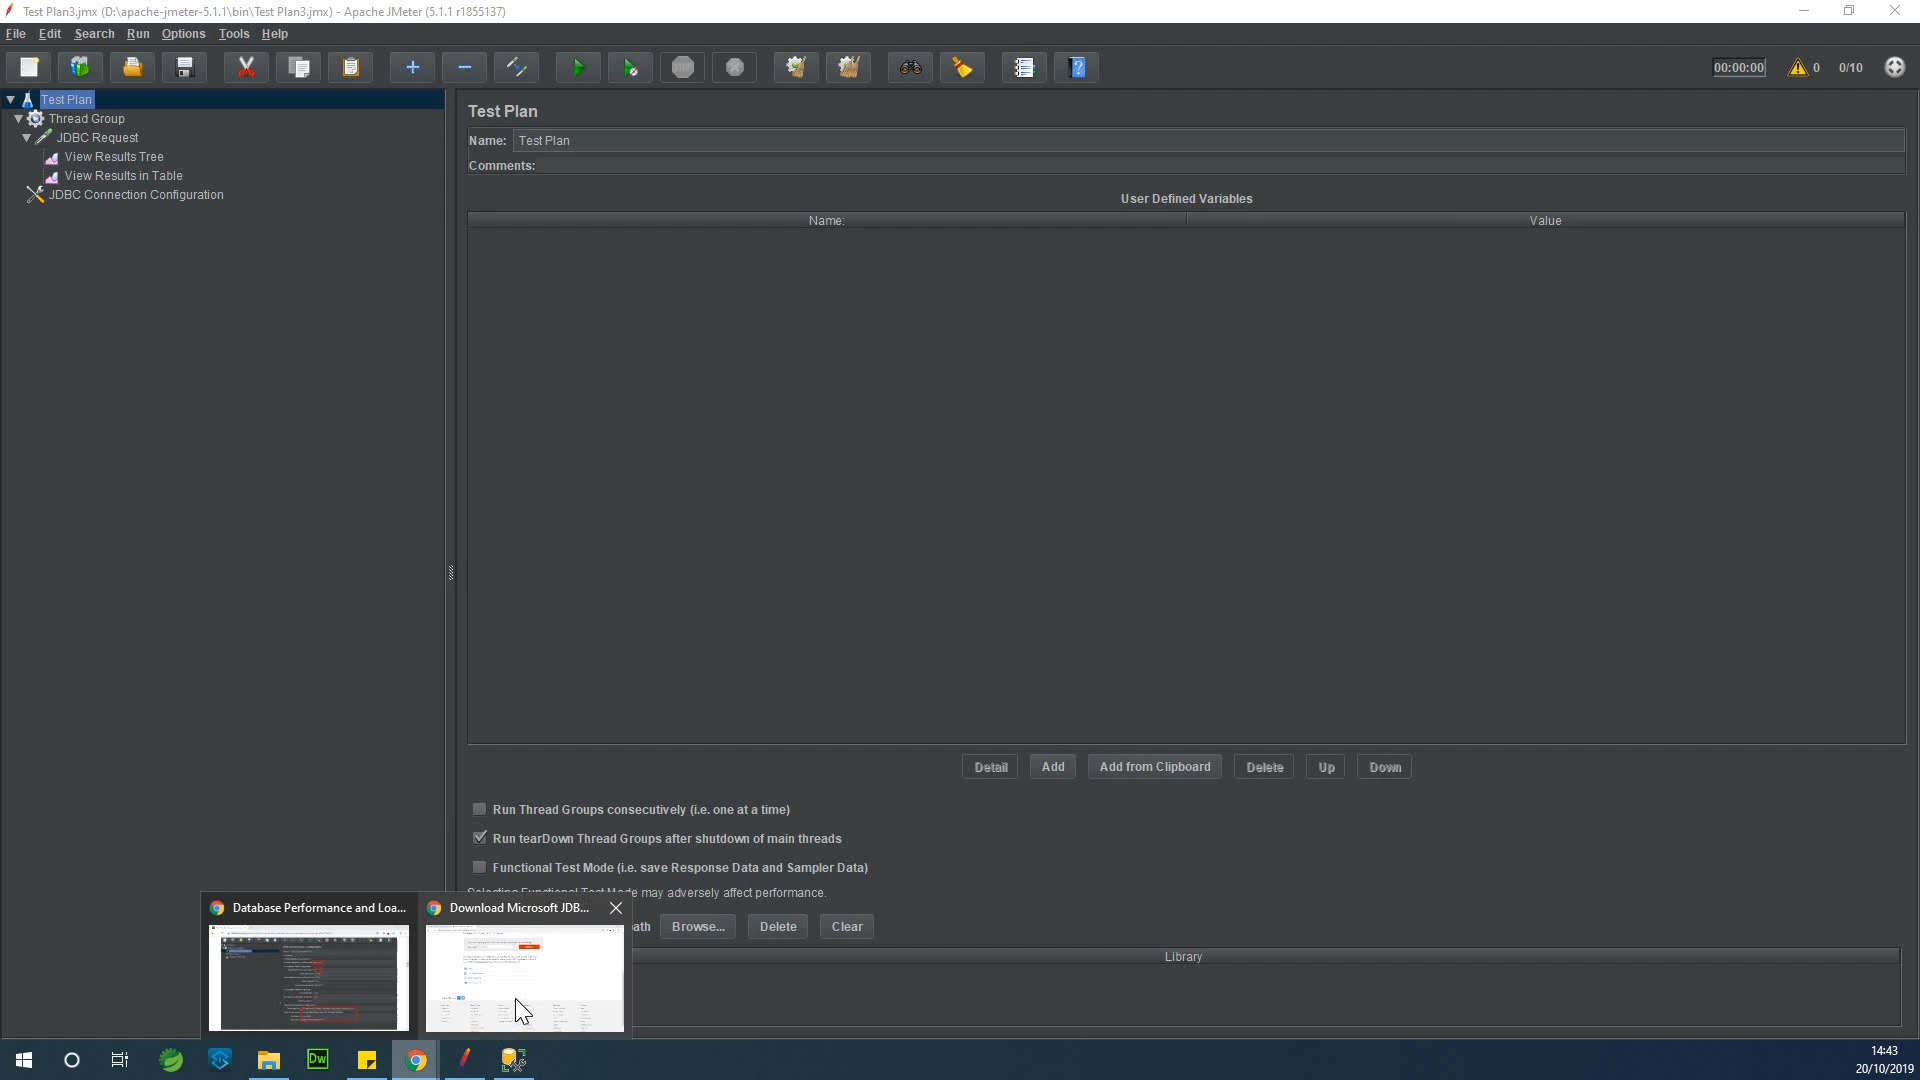 Test Plan3.jmx (D:\apache-jmeter-5.1.1\bin\Test Plan3.jmx) - Apache JMeter (5.1.1 r1855137)
File Edit Search Run Options Tools Help
00:00:00 0 0/10
Test Plan
Thread Group
JDBC Request
View Results Tree
View Results in Table
JDBC Connection Configuration
Test Plan
Name: Test Plan
Comments:
User Defined Variables
Name: Value
Detail Add Add from Clipboard Delete Up Down
Run Thread Groups consecutively (i.e. one at a time)
Run tearDown Thread Groups after shutdown of main threads
Functional Test Mode (i.e. save Response Data and Sampler Data)
Selecting Functional Test Mode may adversely affect performance.
Browse... Delete Clear
Library
Database Performance and Loa...
Download Microsoft JDB...
Dw
14:43
20/10/2019